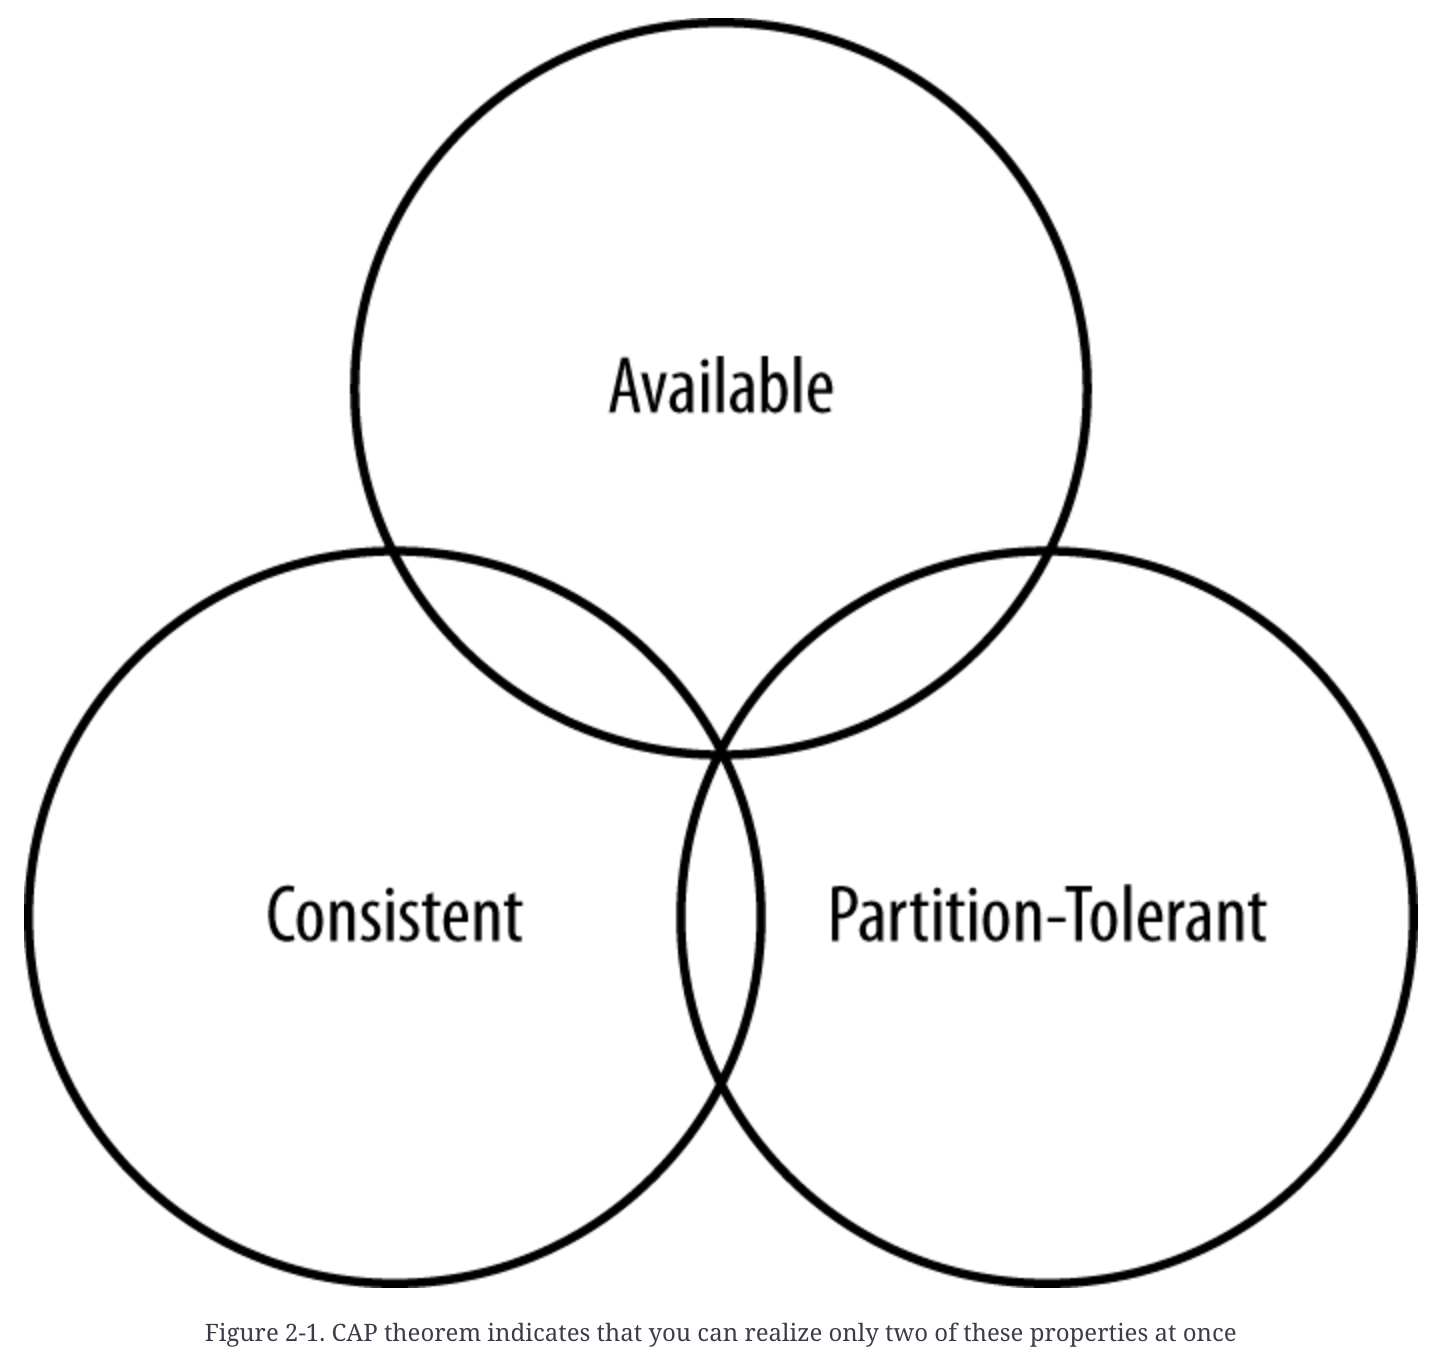 Available
Consistent
Partition-Tolerant
Figure 2-1. CAP theorem indicates that you can realize only two of these properties at once